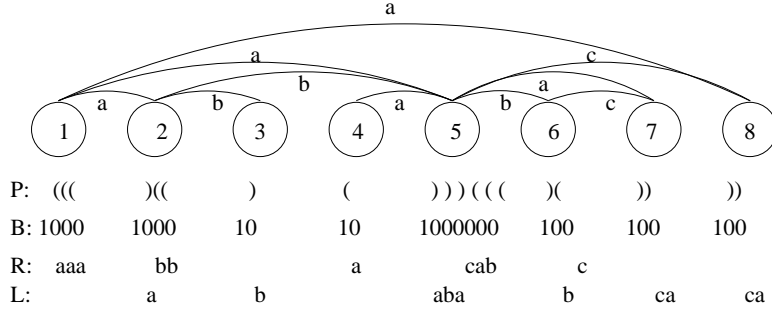 a
a c
b a
a b a b c
1 2 3 4 5 6 7 8
P: ((( )(( ) ( ) ) ) ( ( ( )( )) ))
B: 1000 1000 10 10 1000000 100 100 100
R: aaa bb a cab c
L: a b aba b ca ca